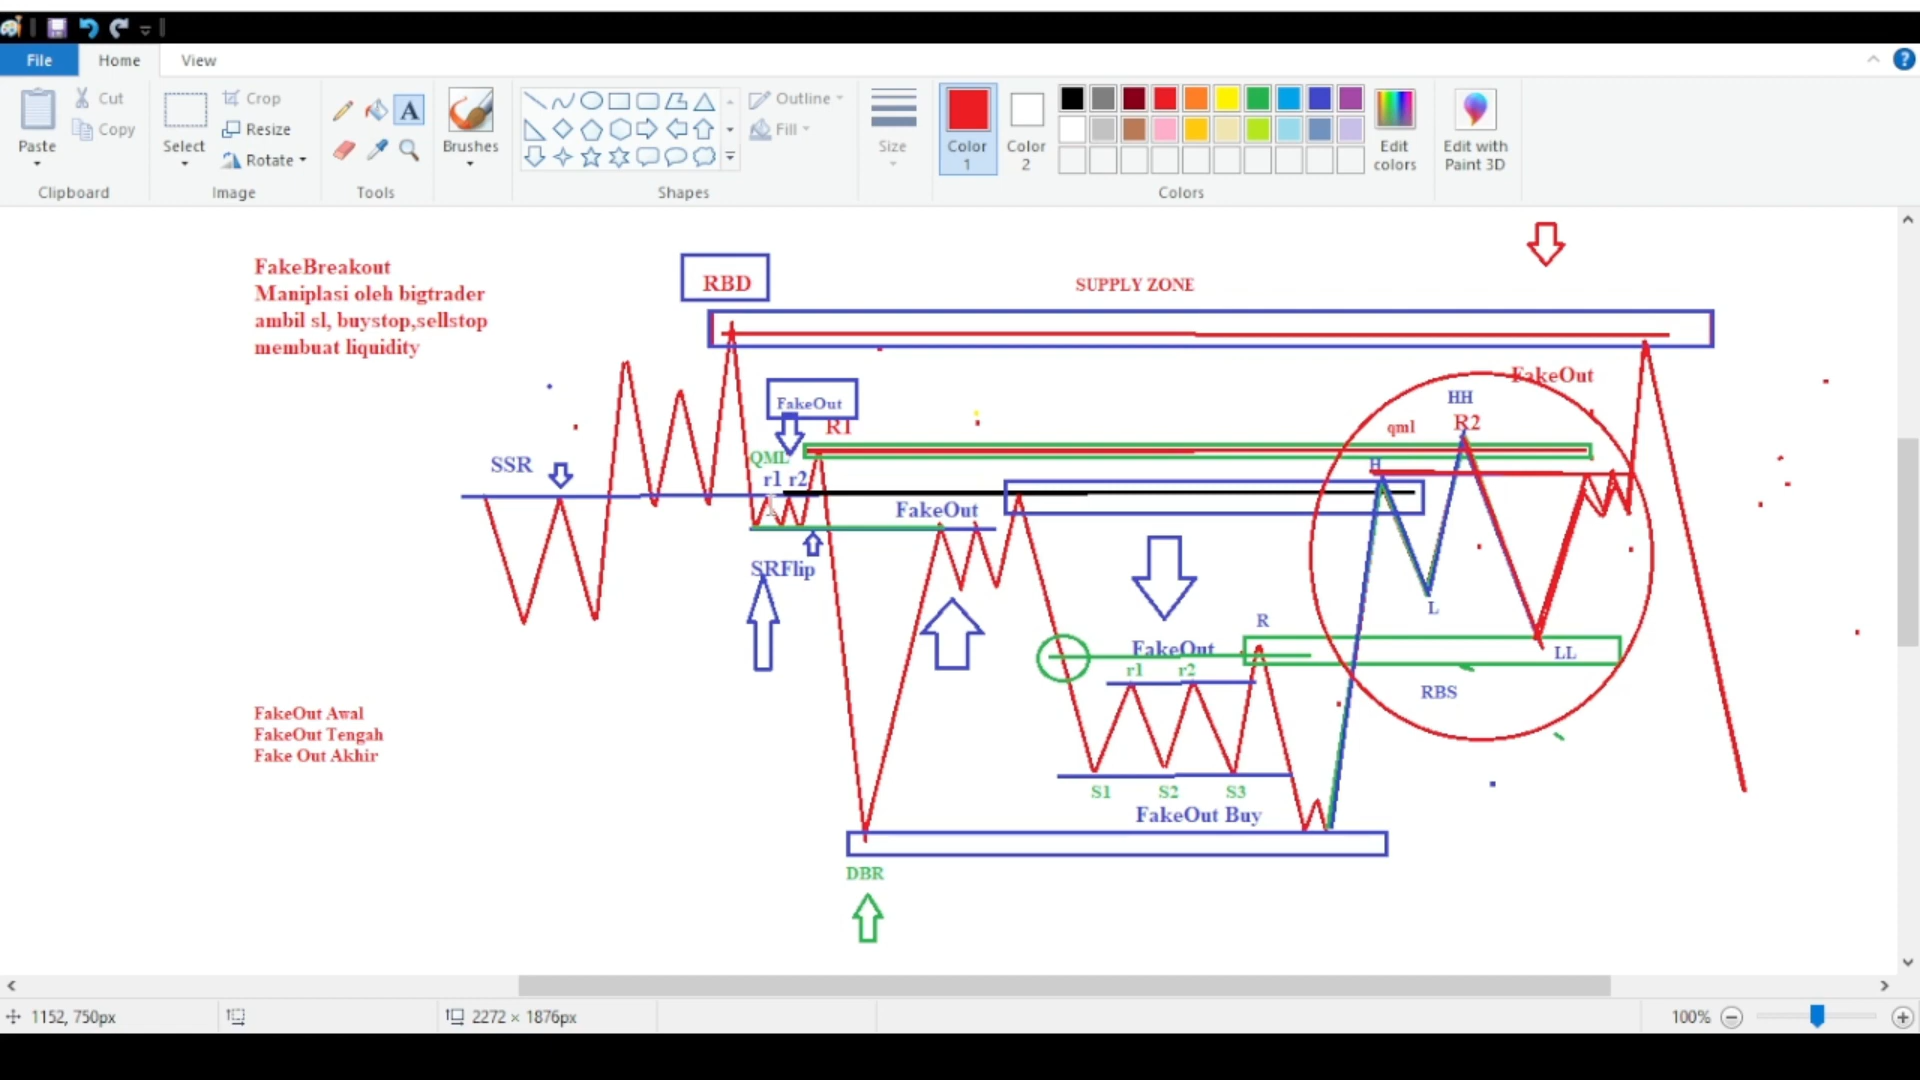 File
Home
View
Paste
Cut
Copy
Clipboard
Select
Crop
Resize
Rotate
Image
A
Tools
Brushes
Shapes
Outline
Fill
Size
Color
1
Color
2
Edit
colors
Edit with
Paint 3D
Colors
?
FakeBreakout
Maniplasi oleh bigtrader
ambil sl, buystop,sellstop
membuat liquidity
RBD
SUPPLY ZONE
FakeOut
FakeOut
HH
R1
qml
R2
QML
SSR
H
r1 r2
FakeOut
SRFlip
L
R
FakeOut
LL
r1
r2
RBS
FakeOut Awal
FakeOut Tengah
Fake Out Akhir
S1
S2
S3
FakeOut Buy
DBR
1152, 750px
2272 × 1876px
100%